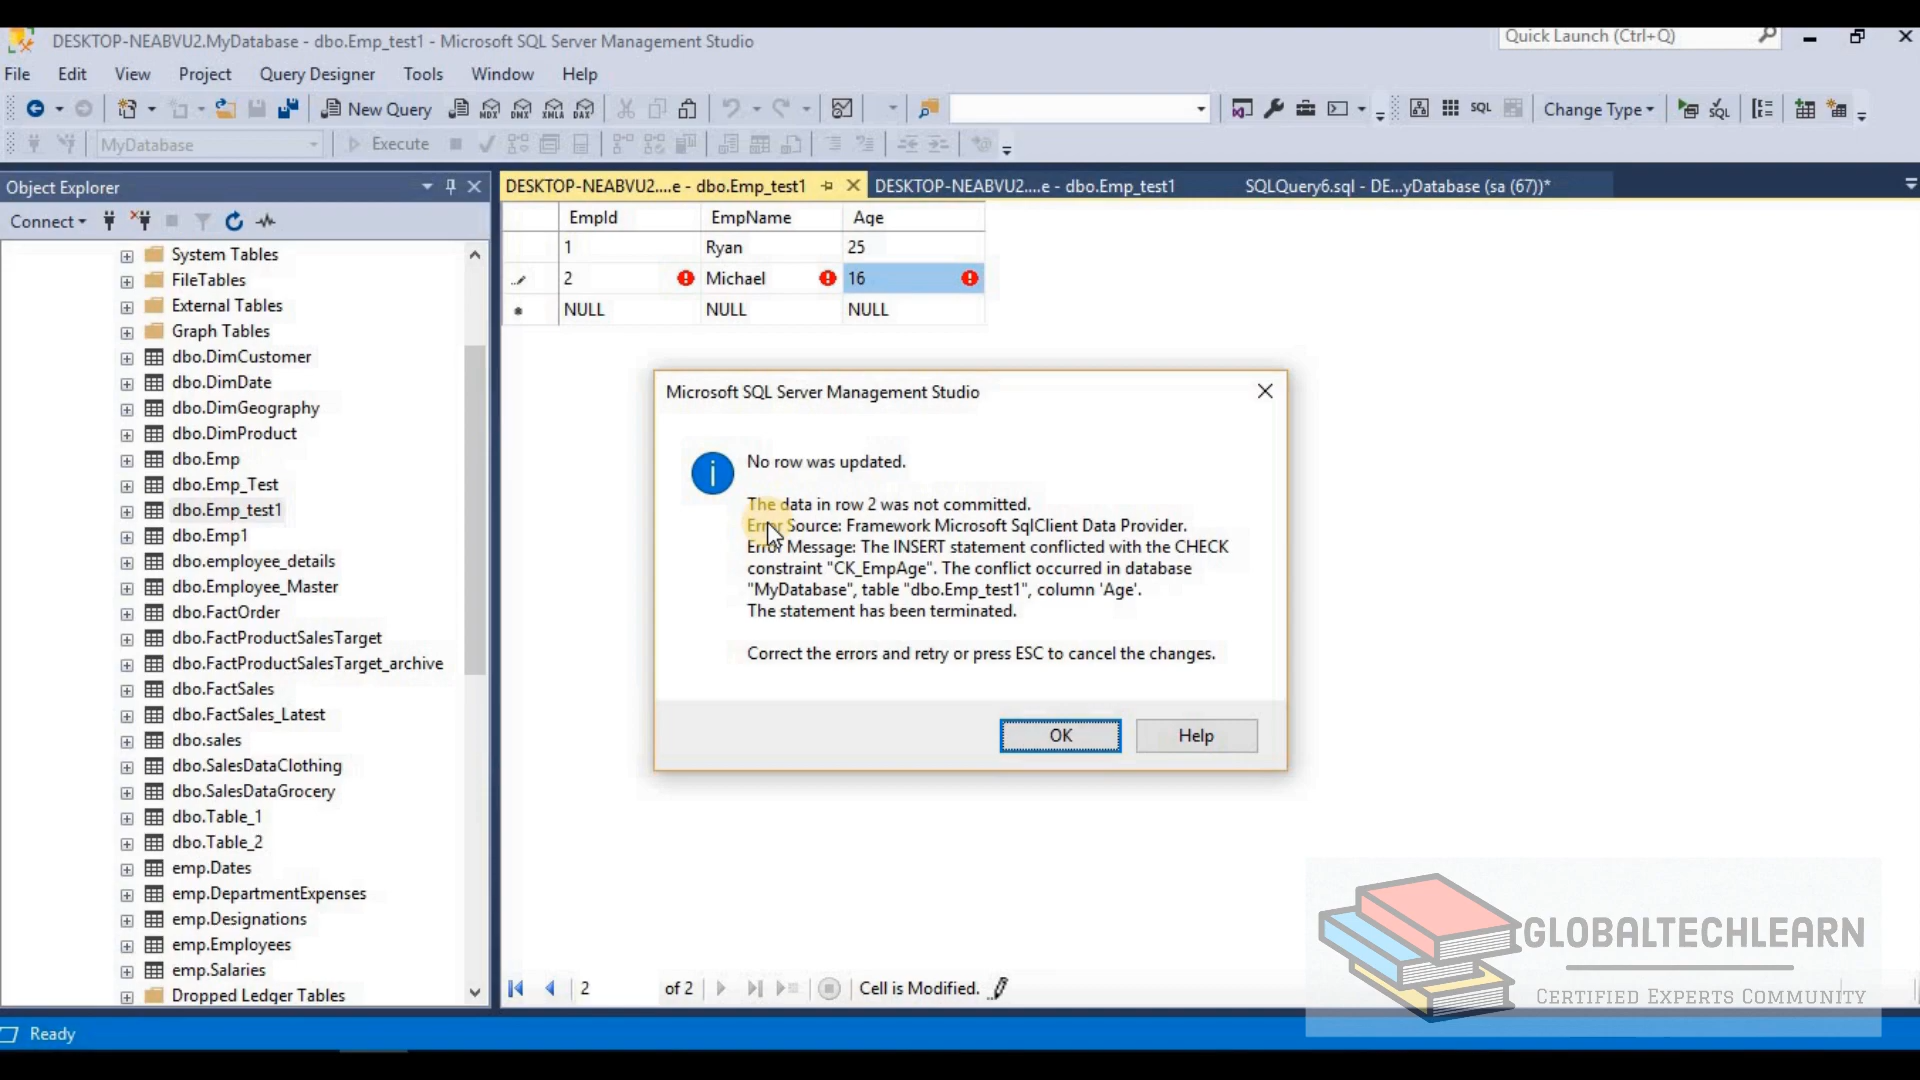 DESKTOP-NEABVU2.MyDatabase - dbo.Emp_test1 - Microsoft SQL Server Management Studio
Quick Launch (Ctrl+Q)
File Edit View Project Query Designer Tools Window Help
New Query MDX DMX XMLA DAX SQL Change Type
MyDatabase Execute
Object Explorer
DESKTOP-NEABVU2....e - dbo.Emp_test1
DESKTOP-NEABVU2....e - dbo.Emp_test1
SQLQuery6.sql - DE...yDatabase (sa (67))*
Connect
System Tables
FileTables
External Tables
Graph Tables
dbo.DimCustomer
dbo.DimDate
dbo.DimGeography
dbo.DimProduct
dbo.Emp
dbo.Emp_Test
dbo.Emp_test1
dbo.Emp1
dbo.employee_details
dbo.Employee_Master
dbo.FactOrder
dbo.FactProductSalesTarget
dbo.FactProductSalesTarget_archive
dbo.FactSales
dbo.FactSales_Latest
dbo.sales
dbo.SalesDataClothing
dbo.SalesDataGrocery
dbo.Table_1
dbo.Table_2
emp.Dates
emp.DepartmentExpenses
emp.Designations
emp.Employees
emp.Salaries
Dropped Ledger Tables
EmpId EmpName Age
1 Ryan 25
2 Michael 16
NULL NULL NULL
Microsoft SQL Server Management Studio
No row was updated.
The data in row 2 was not committed.
Error Source: Framework Microsoft SqlClient Data Provider.
Error Message: The INSERT statement conflicted with the CHECK
constraint "CK_EmpAge". The conflict occurred in database
"MyDatabase", table "dbo.Emp_test1", column 'Age'.
The statement has been terminated.
Correct the errors and retry or press ESC to cancel the changes.
OK Help
2 of 2 Cell is Modified.
GLOBALTECHLEARN
CERTIFIED EXPERTS COMMUNITY
Ready